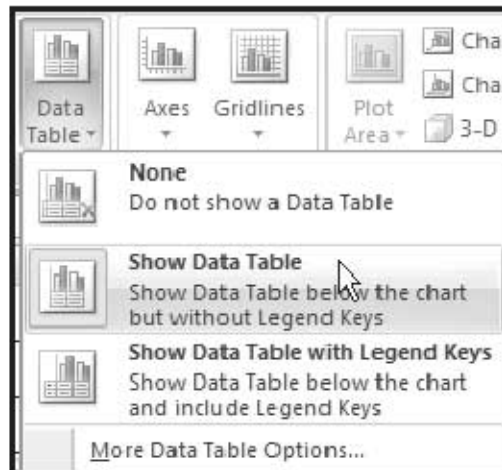 Data
Table
Axes
Gridlines
Plot
Area
Cha
Cha
3-D
None
Do not show a Data Table
Show Data Table
Show Data Table below the chart
but without Legend Keys
Show Data Table with Legend Keys
Show Data Table below the chart
and include Legend Keys
More Data Table Options...